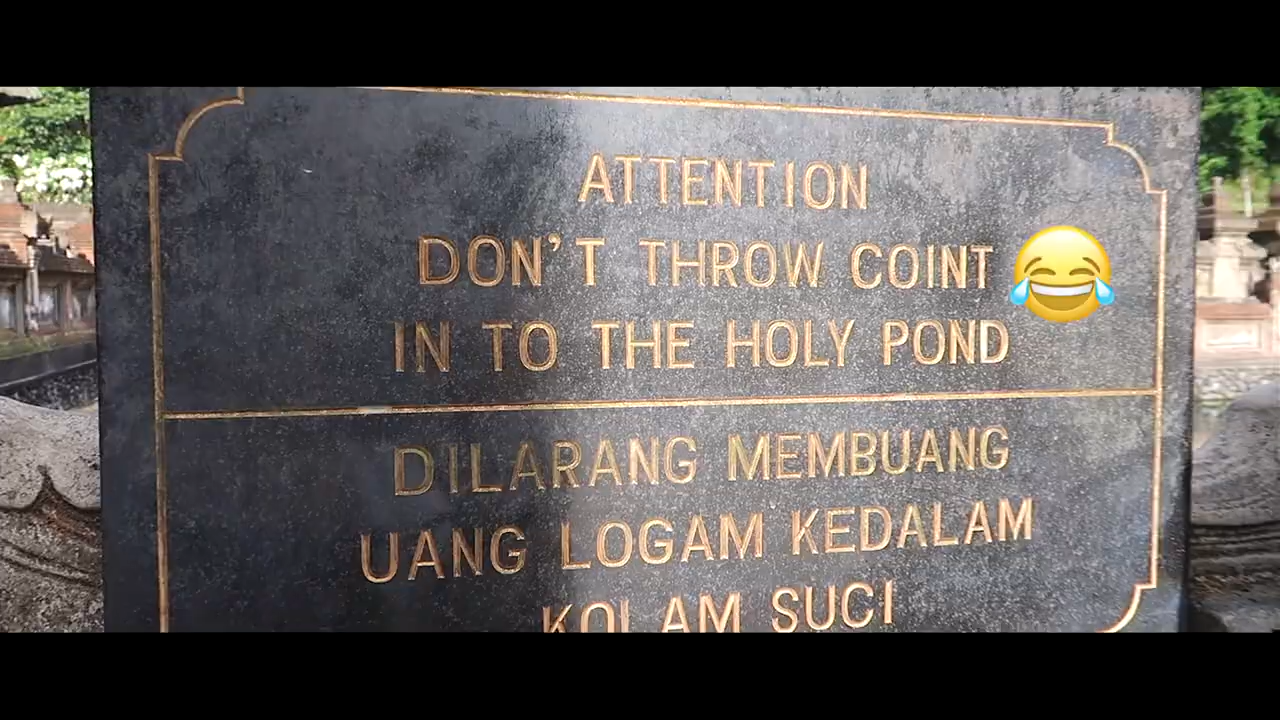 ATTENTION
DON'T THROW COINT
IN TO THE HOLY POND
DILARANG MEMBUANG
UANG LOGAM KEDALAM
KOLAM SUCI